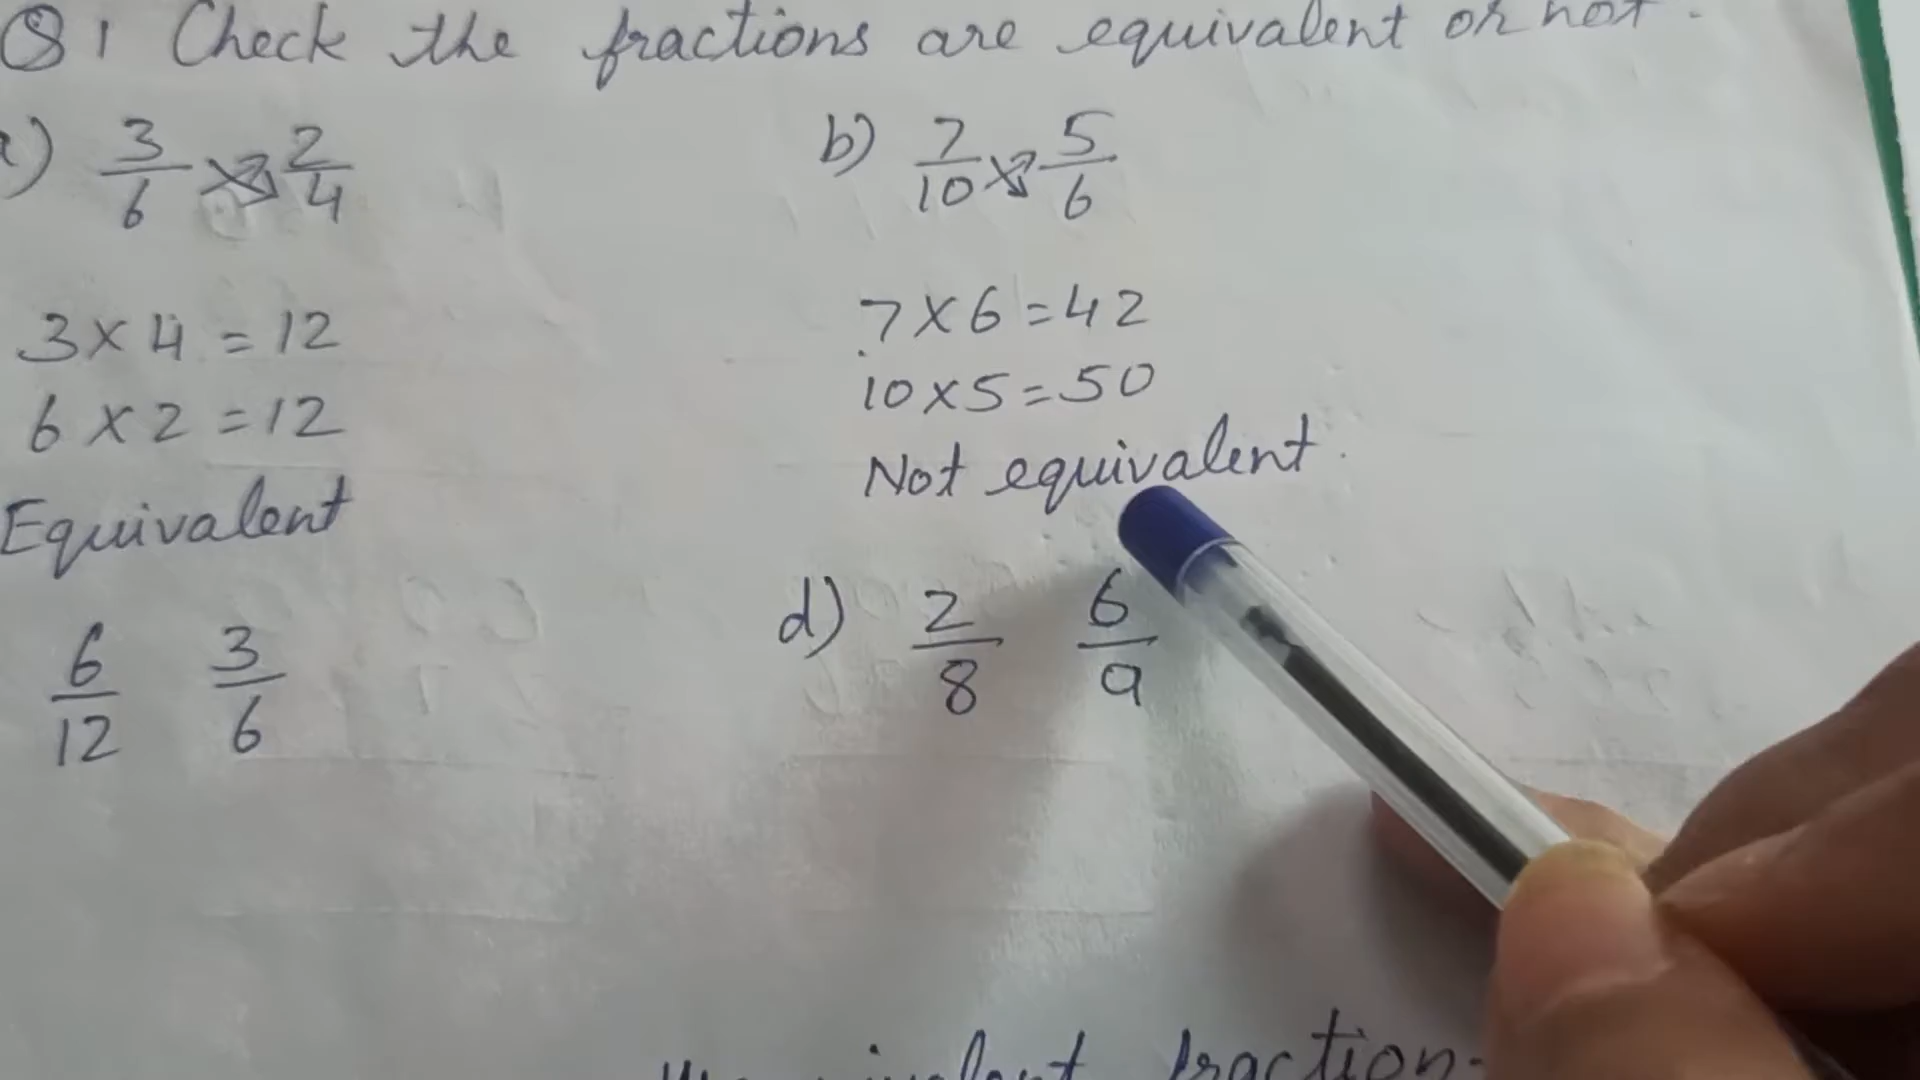 Q1 Check the fractions are equivalent or not.
) 3/6 2/4
3 x 4 = 12
6 x 2 = 12
Equivalent
b) 7/10 5/6
7 x 6 = 42
10 x 5 = 50
Not equivalent.
6/12 3/6
d) 2/8 6/9
fraction.